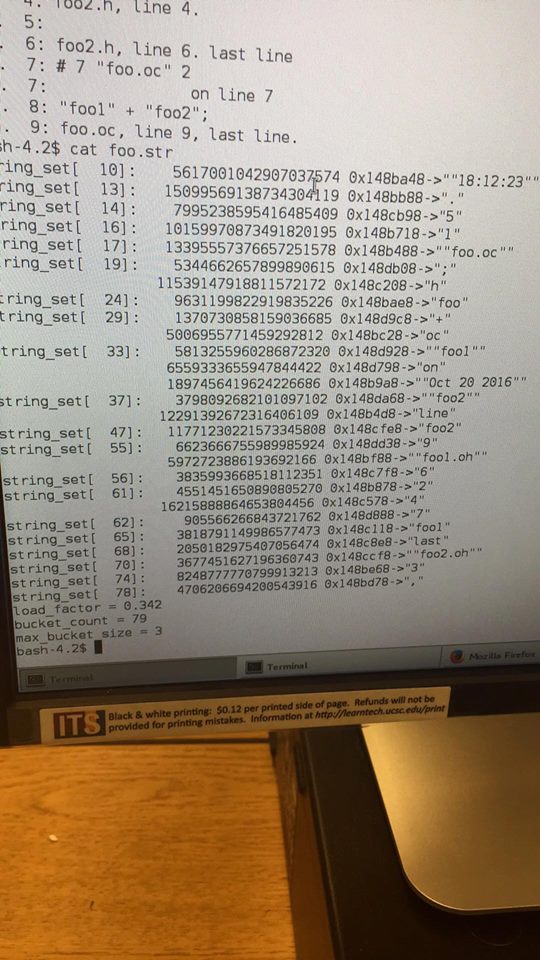 4: foo2.h, line 4.
. 5:
. 6: foo2.h, line 6. last line
. 7: # 7 "foo.oc" 2
. 7: on line 7
. 8: "foo1" + "foo2";
. 9: foo.oc, line 9, last line.
sh-4.2$ cat foo.str
ring_set[ 10]: 5617001042907037574 0x148ba48->""18:12:23""
ring_set[ 13]: 15099569138734304119 0x148bb88->"."
ring_set[ 14]: 7995238595416485409 0x148cb98->"5"
ring_set[ 16]: 10159970873491820195 0x148b718->"1"
ring_set[ 17]: 13395557376657251578 0x148b488->""foo.oc""
ring_set[ 19]: 5344662657899890615 0x148db08->";"
11539147918811572172 0x148c208->"h"
tring_set[ 24]: 9631199822919835226 0x148bae8->"foo"
tring_set[ 29]: 13707308581590366​85 0x148d9c8->"+"
5006955771459292812 0x148bc28->"oc"
tring_set[ 33]: 5813255960286872320 0x148d928->""foo1""
6559333655947844422 0x148d798->"on"
1897456419624226686 0x148b9a8->""Oct 20 2016""
string_set[ 37]: 3798092682101097102 0x148da68->""foo2""
12291392672316406109 0x148b4d8->"line"
string_set[ 47]: 11771230221573345808 0x148cfe8->"foo2"
string_set[ 55]: 6623666755989985924 0x148dd38->"9"
5972723886193692166 0x148bf88->""foo1.oh""
string_set[ 56]: 3835993668518112351 0x148c7f8->"6"
string_set[ 61]: 4551451650890805270 0x148b878->"2"
16215888864653804456 0x148c578->"4"
string_set[ 62]: 905566266843721762 0x148d888->"7"
string_set[ 65]: 3818791149986577473 0x148c118->"foo1"
string_set[ 68]: 2050182975407056474 0x148c8e8->"last"
string_set[ 70]: 3677451627196360743 0x148ccf8->""foo2.oh""
string_set[ 74]: 8248777770799913213 0x148be68->"3"
string_set[ 78]: 4706206694200543916 0x148bd78->","
load_factor = 0.342
bucket_count = 79
max_bucket_size = 3
bash-4.2$
Terminal
Terminal
Mozilla Firefox
ITS
Black & white printing: $0.12 per printed side of page. Refunds will not be
provided for printing mistakes. Information at http://learntech.ucsc.edu/print